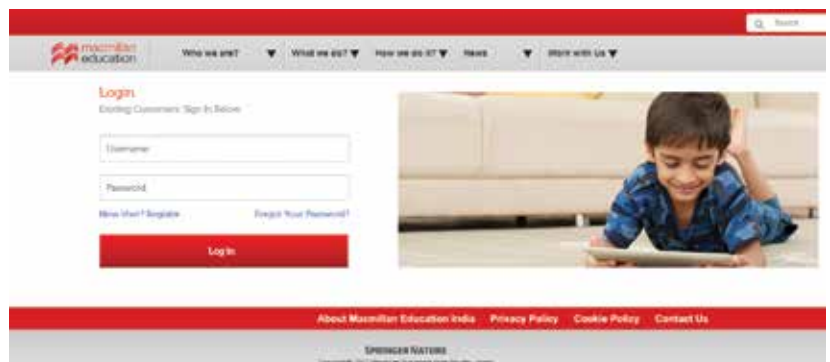 Search
macmillan
education
Who we are? What we do? How we do it? News Work with Us
Login
Existing Customers: Sign In Below
Username
Password
New User? Register Forgot Your Password?
Log In
About Macmillan Education India Privacy Policy Cookie Policy Contact Us
SPRINGER NATURE